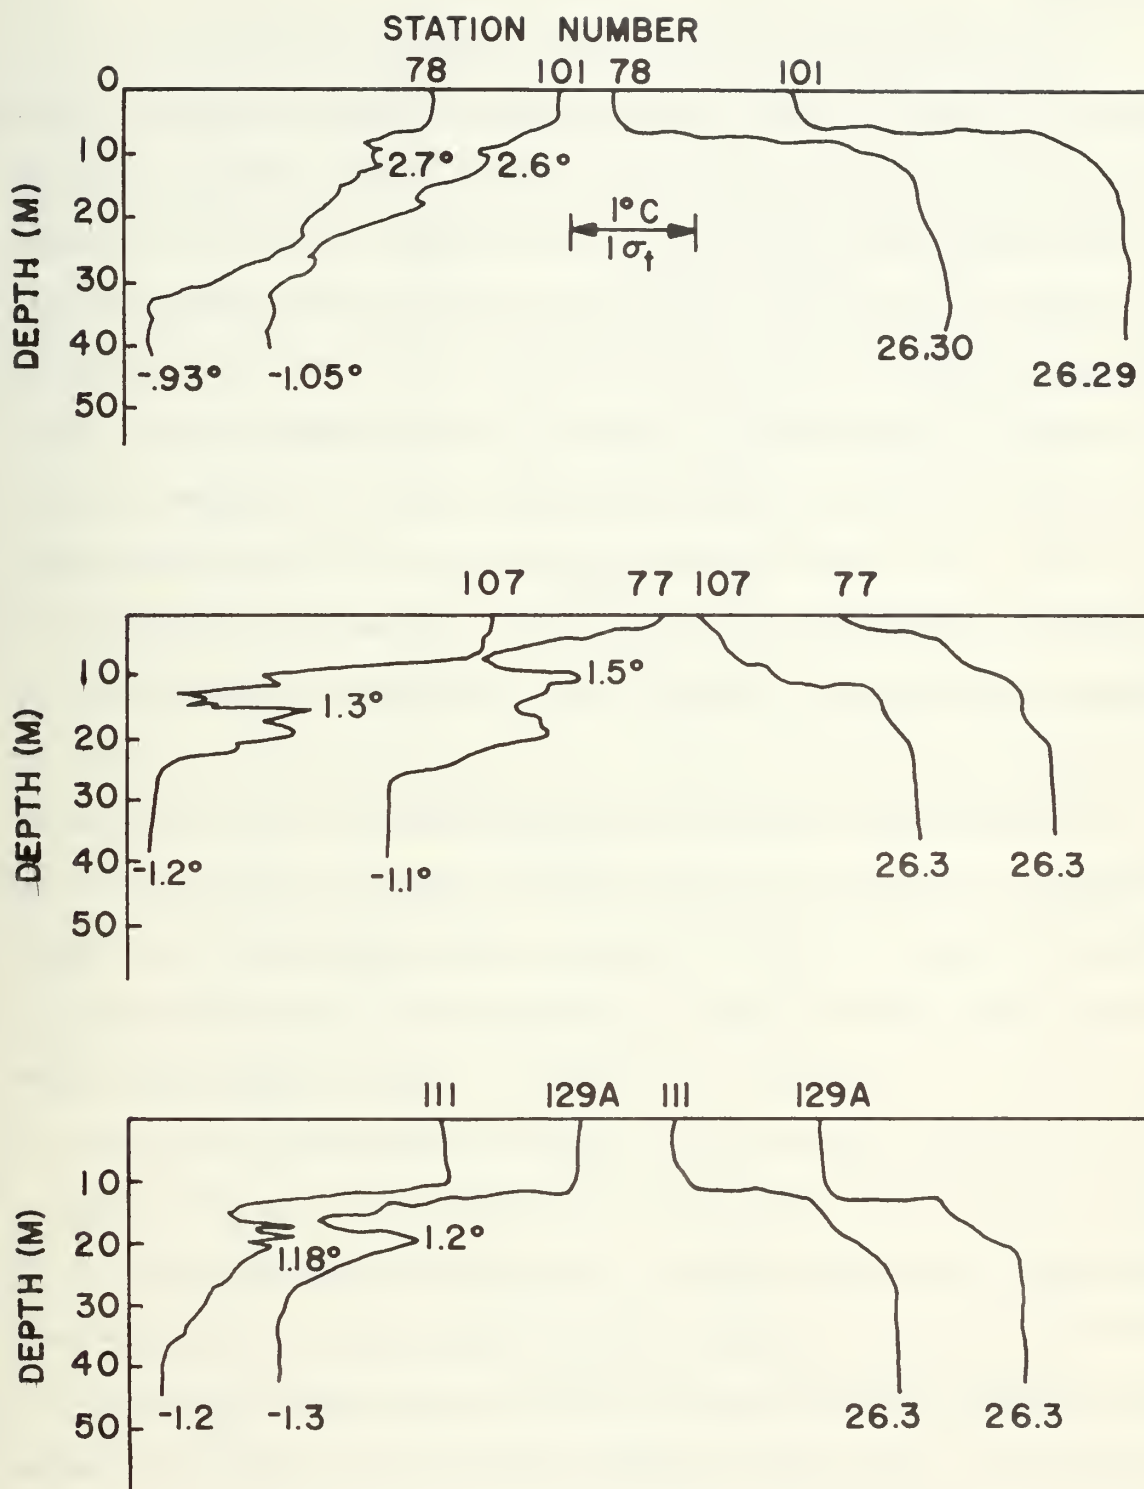 STATION NUMBER
78 101 78 101
0
10
20
30
40
50
DEPTH (M)
2.7° 2.6°
1°C
1 σt
-.93° -1.05° 26.30 26.29
107 77 107 77
10
20
30
40
50
DEPTH (M)
1.3° 1.5°
-1.2° -1.1° 26.3 26.3
111 129A 111 129A
10
20
30
40
50
DEPTH (M)
1.18° 1.2°
-1.2 -1.3 26.3 26.3